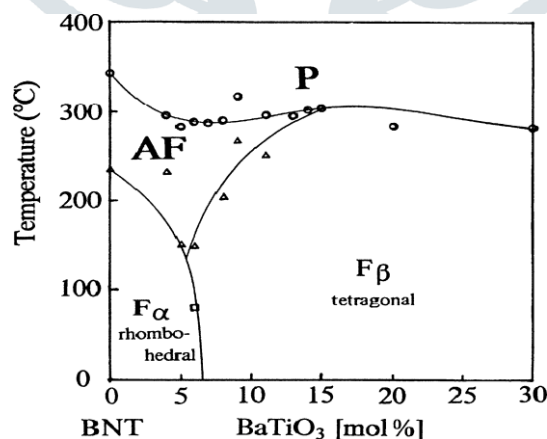 400
300
200
100
0
Temperature (ºC)
P
AF
Fα
rhombo-
hedral
Fβ
tetragonal
0 5 10 15 20 25 30
BNT BaTiO3 [mol %]